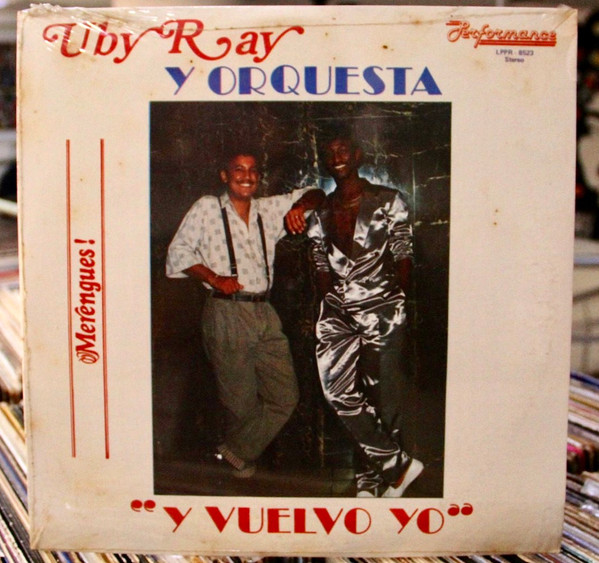 Uby Ray
Y ORQUESTA
Performance
LPPR - 8523
Stereo
Merengues!
"Y VUELVO YO"